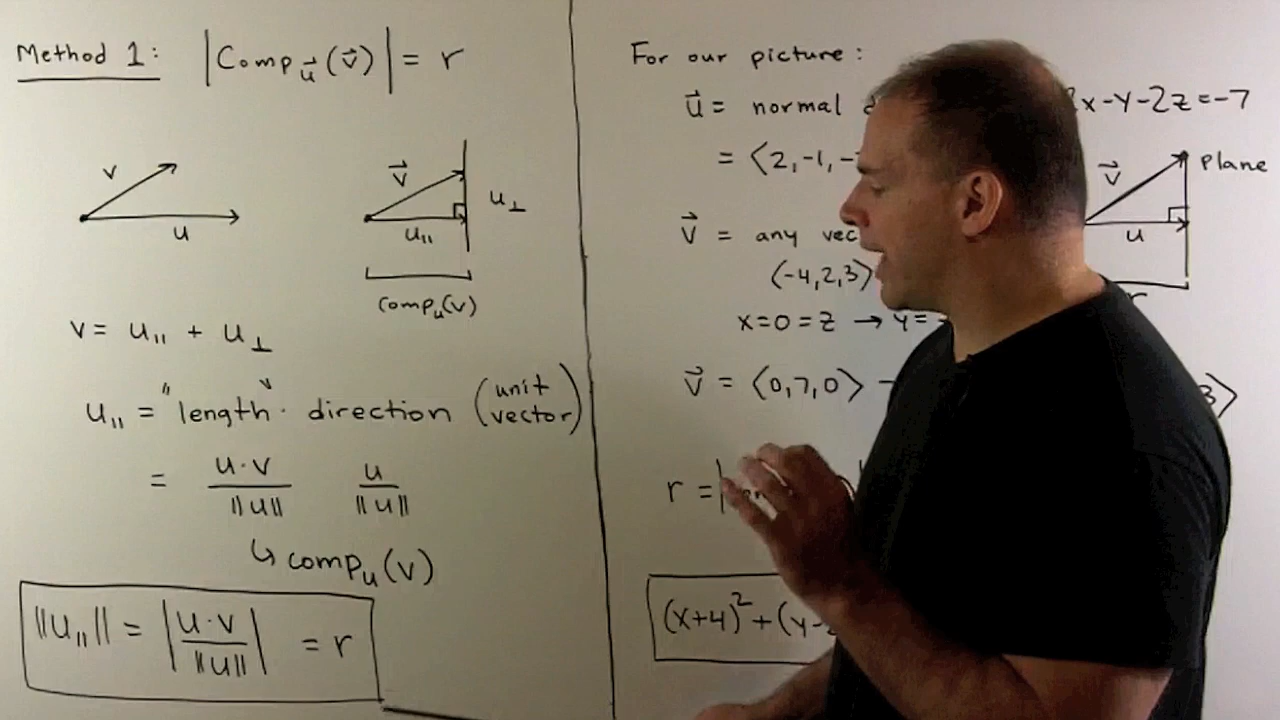 Method 1: |Comp_u⃗(v⃗)| = r
v
u
v⃗
u_∥
u_⊥
comp_u(v)
v = u_∥ + u_⊥
u_∥ = "length" · direction (unit vector)
= u·v/‖u‖ u/‖u‖
↳ comp_u(v)
‖u_∥‖ = |u·v/‖u‖| = r
For our picture:
u⃗ = normal x-y-2z=-7
= ⟨2,-1,-
v⃗ plane
u
r
v⃗ = any vec
(-4,2,3)
x=0=z → y=
v⃗ = ⟨0,7,0⟩ - 3⟩
r = |
(x+4)² + (y-